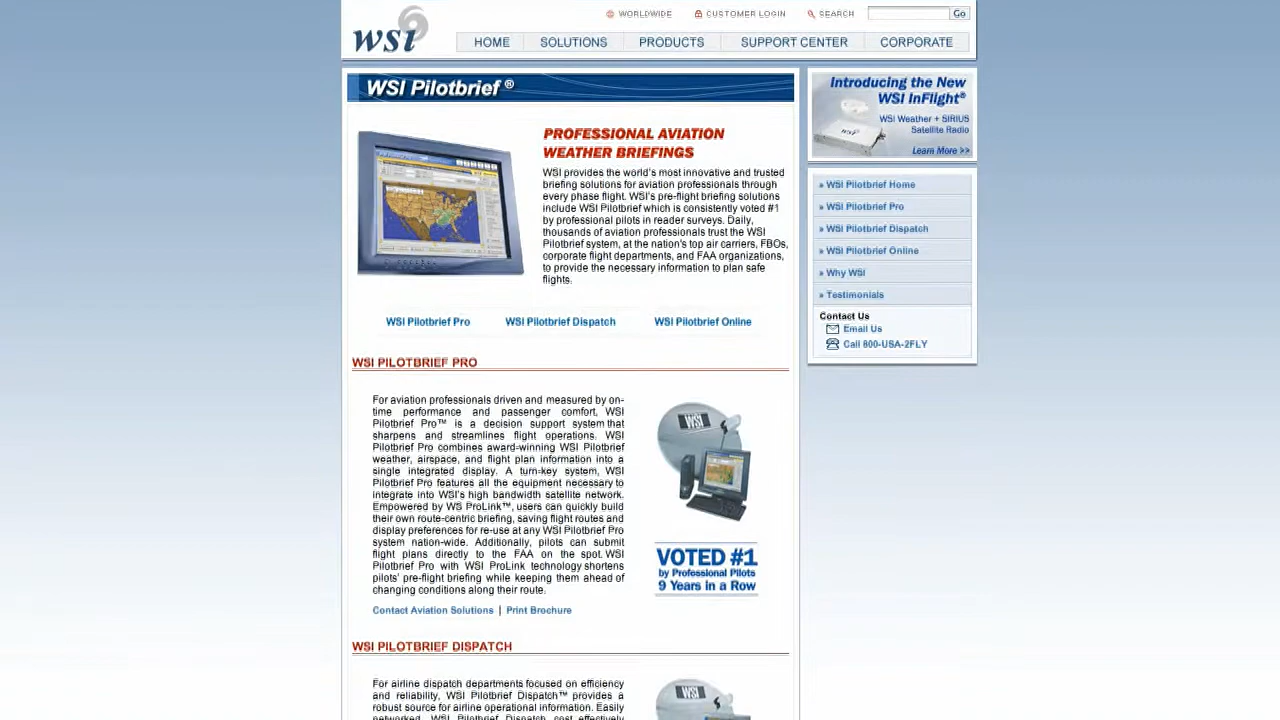 WORLDWIDE CUSTOMER LOGIN SEARCH Go
wsi
HOME SOLUTIONS PRODUCTS SUPPORT CENTER CORPORATE
WSI Pilotbrief ®
PROFESSIONAL AVIATION
WEATHER BRIEFINGS
WSI provides the world's most innovative and trusted
briefing solutions for aviation professionals through
every phase flight. WSI's pre-flight briefing solutions
include WSI Pilotbrief which is consistently voted #1
by professional pilots in reader surveys. Daily,
thousands of aviation professionals trust the WSI
Pilotbrief system, at the nation's top air carriers, FBOs,
corporate flight departments, and FAA organizations,
to provide the necessary information to plan safe
flights.
WSI Pilotbrief Pro WSI Pilotbrief Dispatch WSI Pilotbrief Online
WSI PILOTBRIEF PRO
For aviation professionals driven and measured by on-
time performance and passenger comfort, WSI
Pilotbrief Pro™ is a decision support system that
sharpens and streamlines flight operations. WSI
Pilotbrief Pro combines award-winning WSI Pilotbrief
weather, airspace, and flight plan information into a
single integrated display. A turn-key system, WSI
Pilotbrief Pro features all the equipment necessary to
integrate into WSI's high bandwidth satellite network.
Empowered by WS ProLink™, users can quickly build
their own route-centric briefing, saving flight routes and
display preferences for re-use at any WSI Pilotbrief Pro
system nation-wide. Additionally, pilots can submit
flight plans directly to the FAA on the spot. WSI
Pilotbrief Pro with WSI ProLink technology shortens
pilots' pre-flight briefing while keeping them ahead of
changing conditions along their route.
Contact Aviation Solutions | Print Brochure
WSI
VOTED #1
by Professional Pilots
9 Years in a Row
WSI PILOTBRIEF DISPATCH
For airline dispatch departments focused on efficiency
and reliability, WSI Pilotbrief Dispatch™ provides a
robust source for airline operational information. Easily
networked, WSI Pilotbrief Dispatch cost effectively
WSI
Introducing the New
WSI InFlight®
WSI Weather + SIRIUS
Satellite Radio
wsi
Learn More >>
» WSI Pilotbrief Home
» WSI Pilotbrief Pro
» WSI Pilotbrief Dispatch
» WSI Pilotbrief Online
» Why WSI
» Testimonials
Contact Us
Email Us
Call 800-USA-2FLY